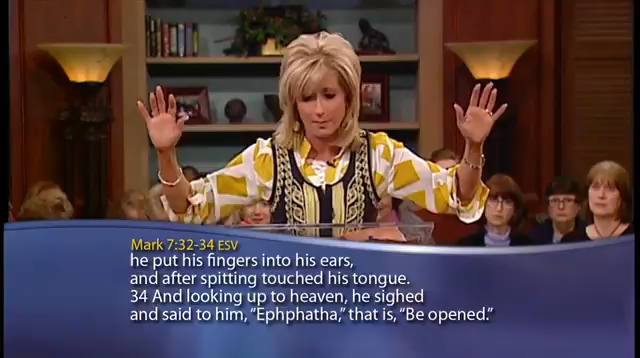 Mark 7:32-34 ESV
he put his fingers into his ears,
and after spitting touched his tongue.
34 And looking up to heaven, he sighed
and said to him, "Ephphatha," that is, "Be opened."